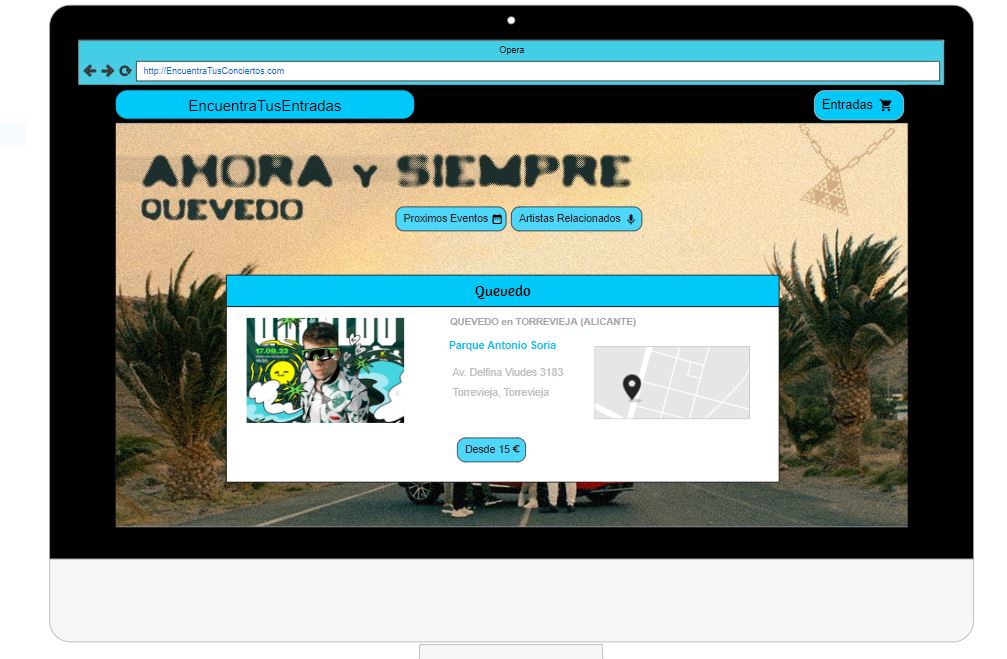 Opera
http://EncuentraTusConciertos.com
EncuentraTusEntradas
Entradas
AHORA Y SIEMPRE
QUEVEDO
Proximos Eventos
Artistas Relacionados
Quevedo
QUEVEDO en TORREVIEJA (ALICANTE)
17.09.22
Parque Antonio Soria
Av. Delfina Viudes 3183
Torrevieja, Torrevieja
Desde 15 €